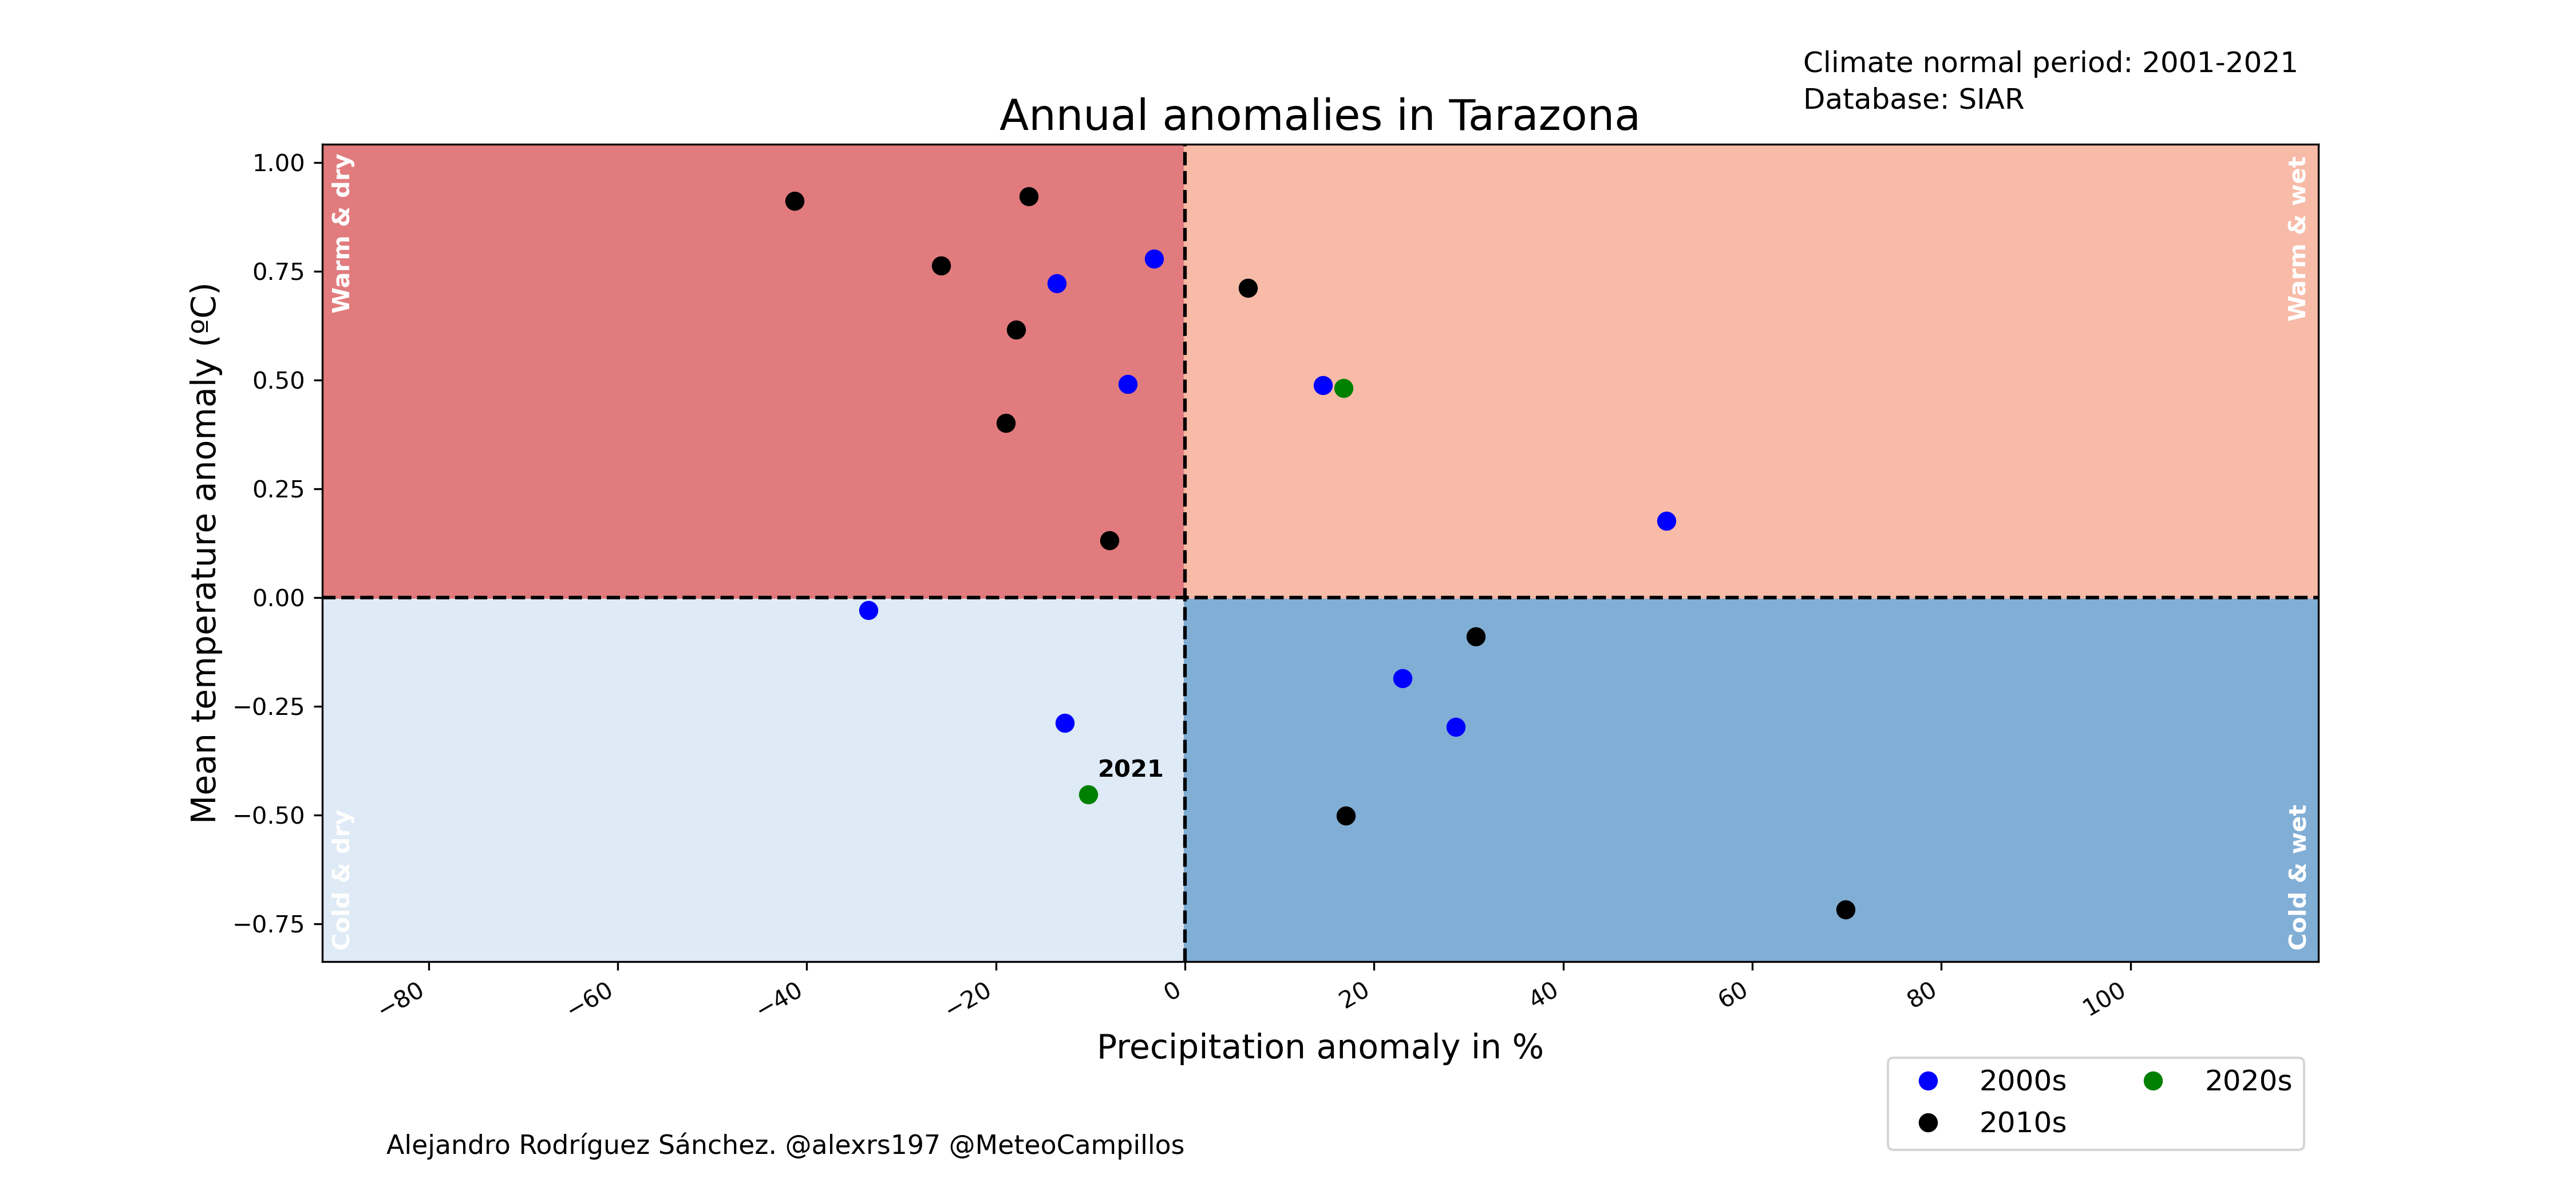 Climate normal period: 2001-2021
Database: SIAR
Annual anomalies in Tarazona
Warm & dry
Warm & wet
Cold & dry
Cold & wet
Mean temperature anomaly (ºC)
1.00
0.75
0.50
0.25
0.00
−0.25
−0.50
−0.75
2021
−80
−60
−40
−20
0
20
40
60
80
100
Precipitation anomaly in %
2000s
2010s
2020s
Alejandro Rodríguez Sánchez. @alexrs197 @MeteoCampillos